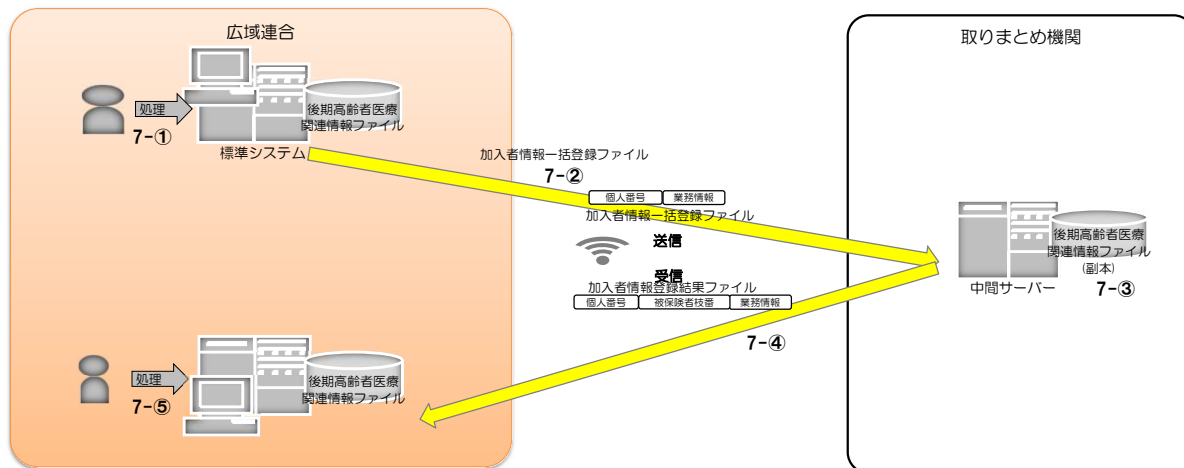 広域連合
処理
7-①
後期高齢者医療
関連情報ファイル
標準システム
加入者情報一括登録ファイル
7-②
個人番号 業務情報
加入者情報一括登録ファイル
送信
受信
加入者情報登録結果ファイル
個人番号 被保険者枝番 業務情報
7-④
処理
7-⑤
後期高齢者医療
関連情報ファイル
取りまとめ機関
後期高齢者医療
関連情報ファイル
(副本)
中間サーバー
7-③